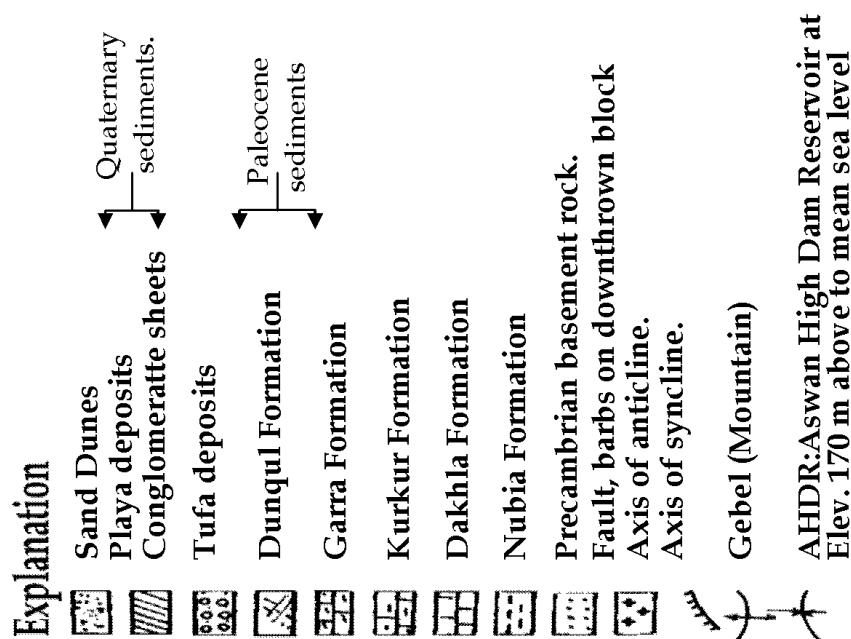 Explanation
Sand Dunes
Playa deposits
Conglomeratte sheets
Quaternary
sediments.
Tufa deposits
Dunqul Formation
Paleocene
sediments
Garra Formation
Kurkur Formation
Dakhla Formation
Nubia Formation
Precambrian basement rock.
Fault, barbs on downthrown block
Axis of anticline.
Axis of syncline.
Gebel (Mountain)
AHDR:Aswan High Dam Reservoir at
Elev. 170 m above to mean sea level